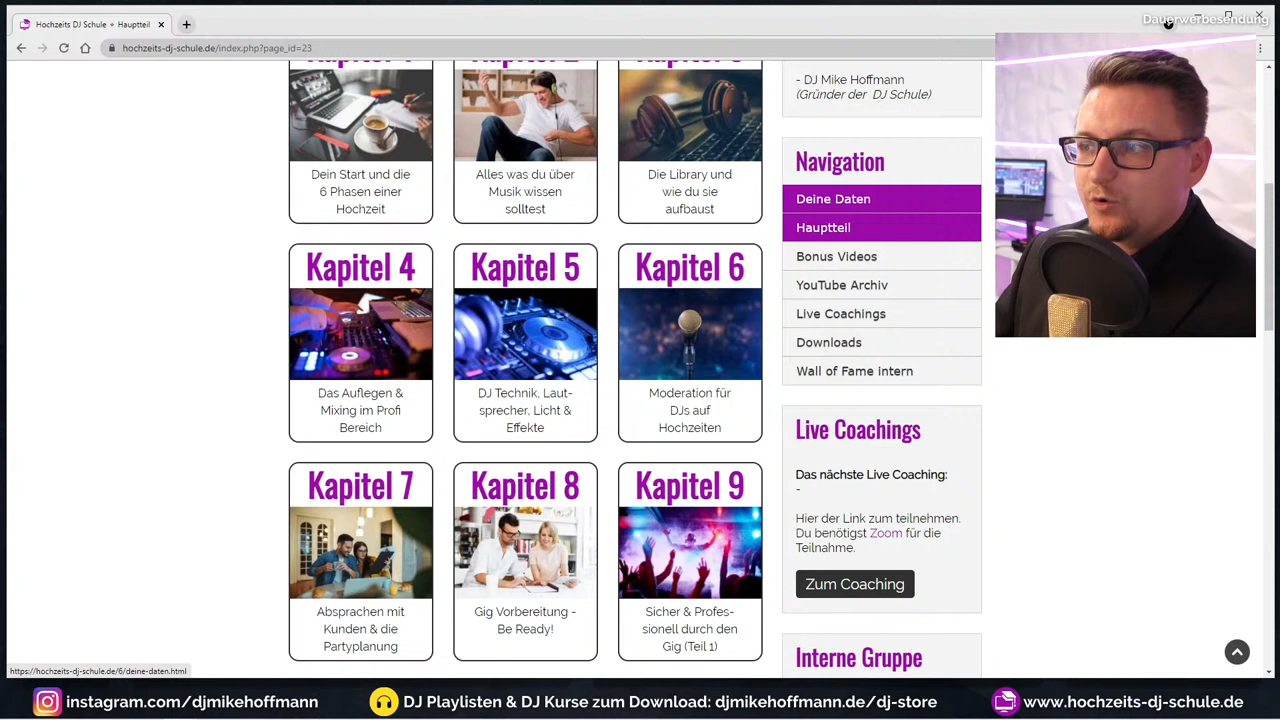 Hochzeits DJ Schule ⭐ Hauptteil
Dauerwerbesendung
hochzeits-dj-schule.de/index.php?page_id=23
Dein Start und die
6 Phasen einer
Hochzeit
Alles was du über
Musik wissen
solltest
Die Library und
wie du sie
aufbaust
Kapitel 4
Das Auflegen &
Mixing im Profi
Bereich
Kapitel 5
DJ Technik, Laut-
sprecher, Licht &
Effekte
Kapitel 6
Moderation für
DJs auf
Hochzeiten
Kapitel 7
Absprachen mit
Kunden & die
Partyplanung
Kapitel 8
Gig Vorbereitung -
Be Ready!
Kapitel 9
Sicher & Profes-
sionell durch den
Gig (Teil 1)
- DJ Mike Hoffmann
(Gründer der DJ Schule)
Navigation
Deine Daten
Hauptteil
Bonus Videos
YouTube Archiv
Live Coachings
Downloads
Wall of Fame intern
Live Coachings
Das nächste Live Coaching:
-
Hier der Link zum teilnehmen.
Du benötigst Zoom für die
Teilnahme.
Zum Coaching
Interne Gruppe
https://hochzeits-dj-schule.de/6/deine-daten.html
instagram.com/djmikehoffmann
DJ Playlisten & DJ Kurse zum Download: djmikehoffmann.de/dj-store
www.hochzeits-dj-schule.de